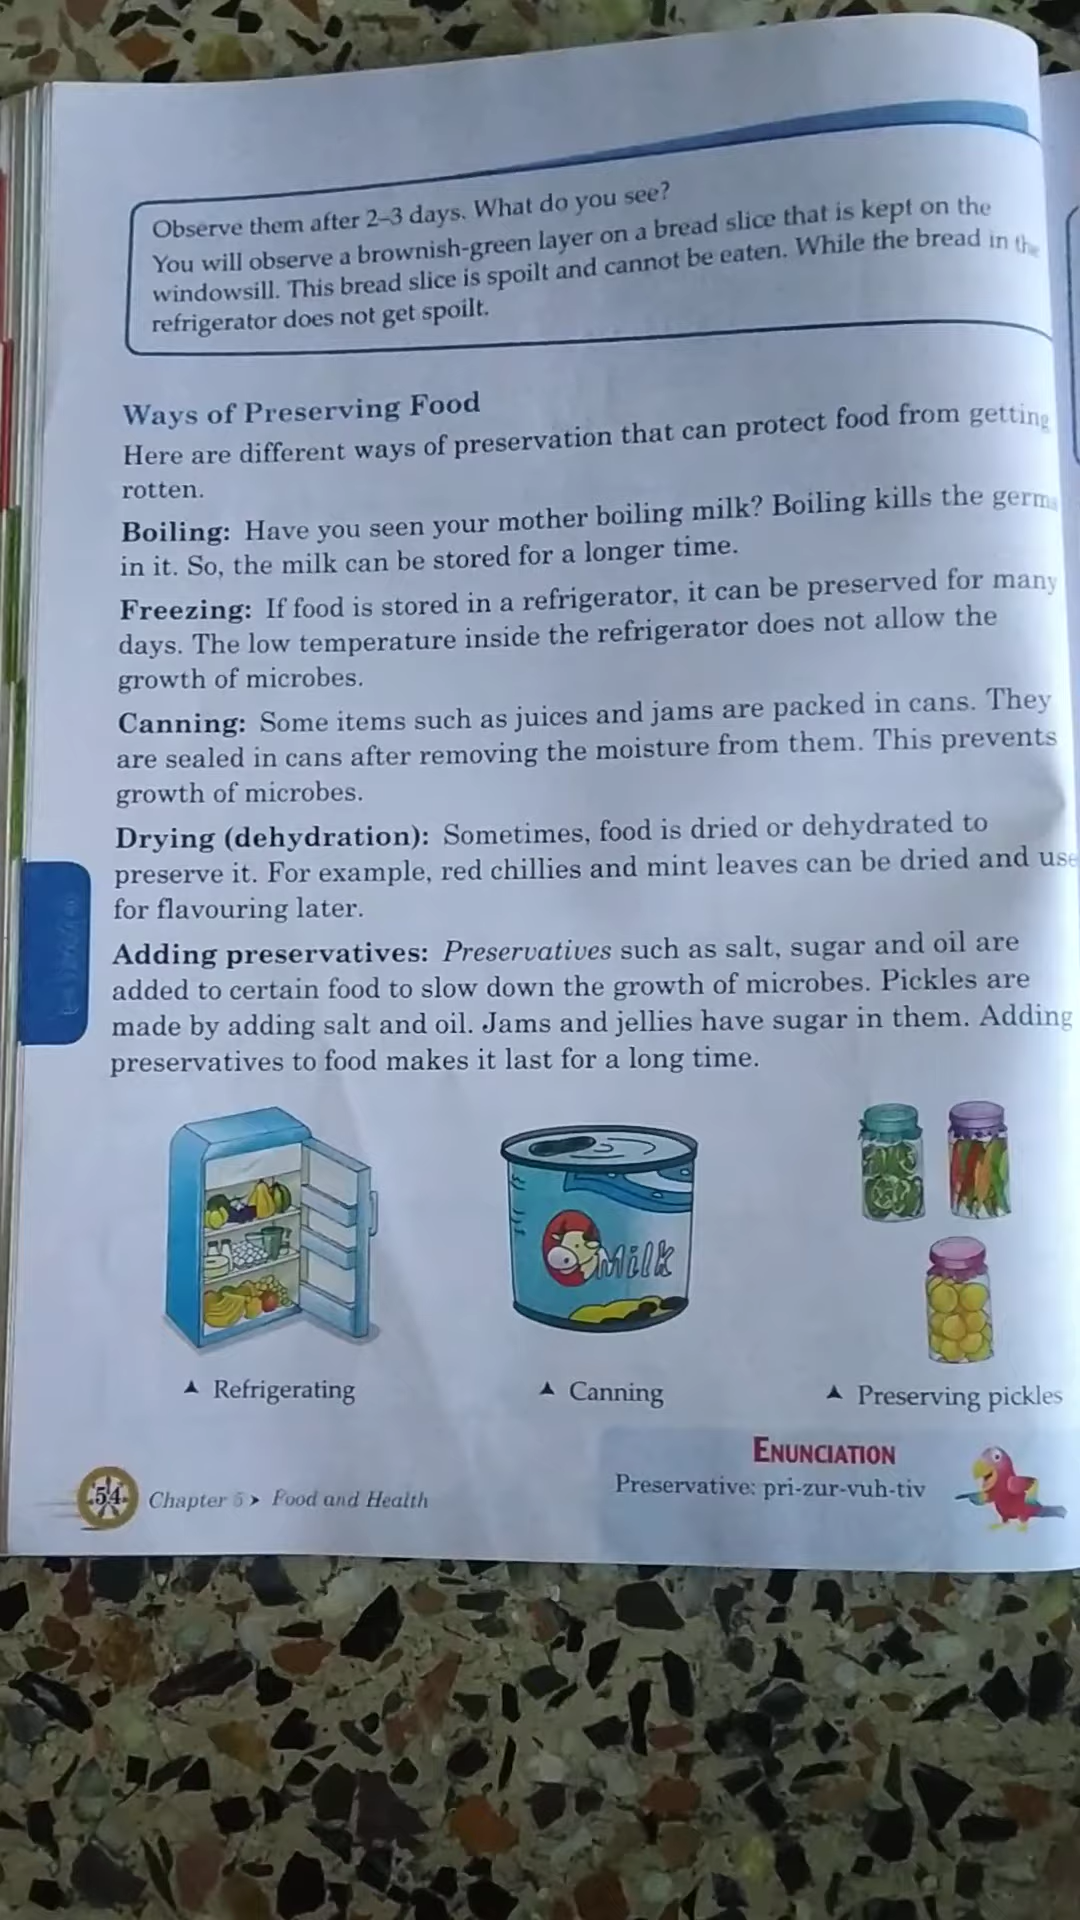 Observe them after 2–3 days. What do you see?
You will observe a brownish-green layer on a bread slice that is kept on the
windowsill. This bread slice is spoilt and cannot be eaten. While the bread in the
refrigerator does not get spoilt.
Ways of Preserving Food
Here are different ways of preservation that can protect food from getting
rotten.
Boiling: Have you seen your mother boiling milk? Boiling kills the germs
in it. So, the milk can be stored for a longer time.
Freezing: If food is stored in a refrigerator, it can be preserved for many
days. The low temperature inside the refrigerator does not allow the
growth of microbes.
Canning: Some items such as juices and jams are packed in cans. They
are sealed in cans after removing the moisture from them. This prevents
growth of microbes.
Drying (dehydration): Sometimes, food is dried or dehydrated to
preserve it. For example, red chillies and mint leaves can be dried and use
for flavouring later.
Adding preservatives: Preservatives such as salt, sugar and oil are
added to certain food to slow down the growth of microbes. Pickles are
made by adding salt and oil. Jams and jellies have sugar in them. Adding
preservatives to food makes it last for a long time.
Milk
▲ Refrigerating
▲ Canning
▲ Preserving pickles
ENUNCIATION
Preservative: pri-zur-vuh-tiv
54 Chapter 5 > Food and Health